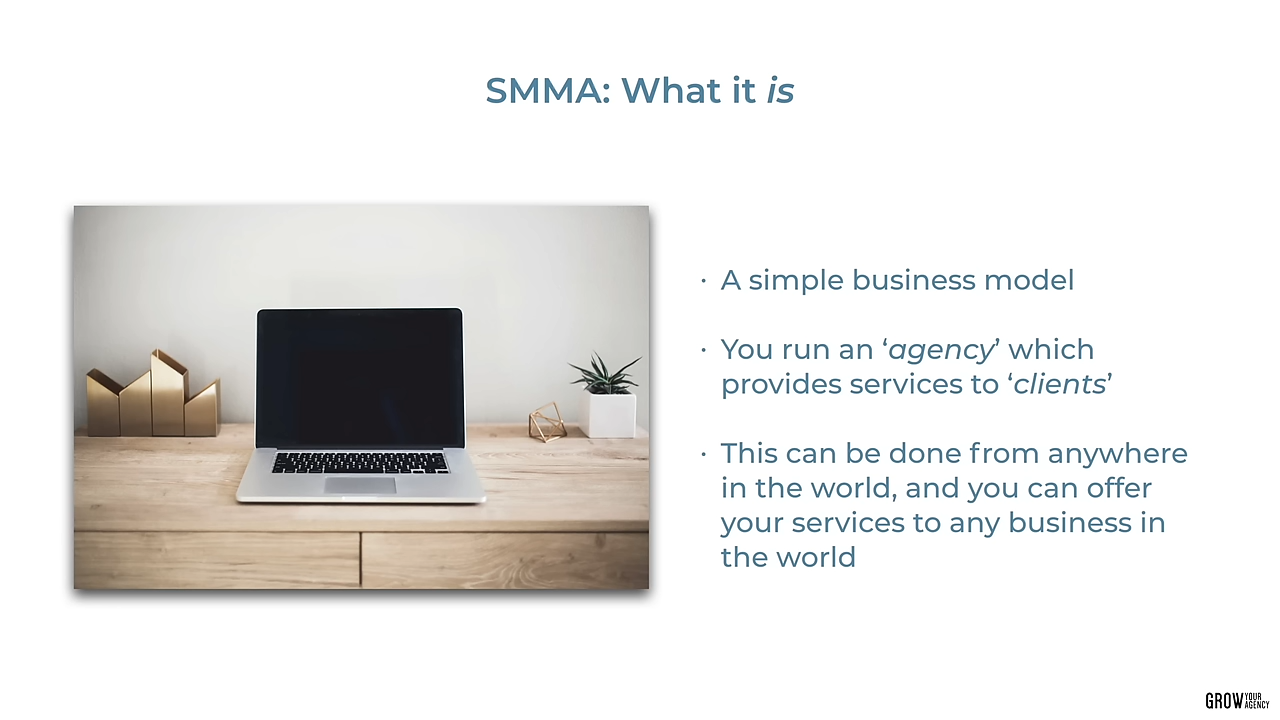 SMMA: What it is
· A simple business model
· You run an ‘agency’ which
provides services to ‘clients’
· This can be done from anywhere
in the world, and you can offer
your services to any business in
the world
GROW YOUR AGENCY